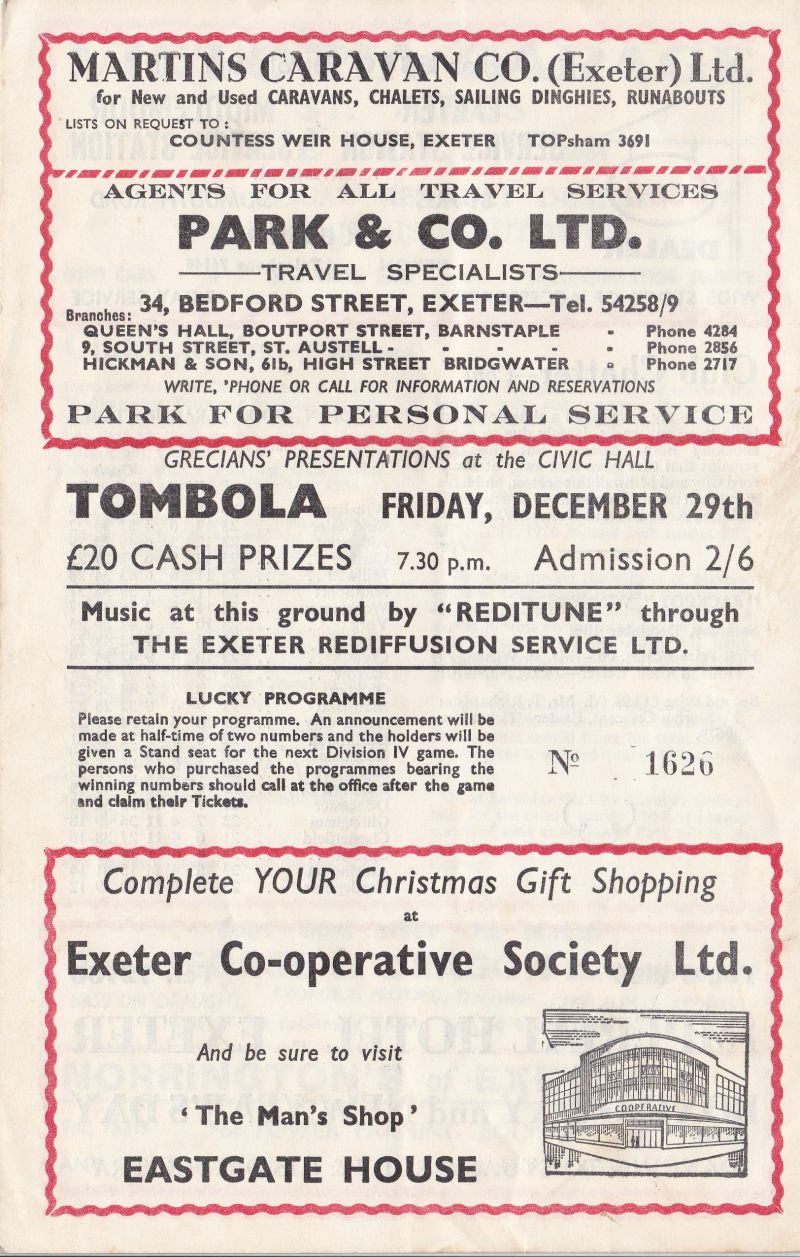 MARTINS CARAVAN CO. (Exeter) Ltd.
for New and Used CARAVANS, CHALETS, SAILING DINGHIES, RUNABOUTS
LISTS ON REQUEST TO :
COUNTESS WEIR HOUSE, EXETER TOPsham 3691
AGENTS FOR ALL TRAVEL SERVICES
PARK & CO. LTD.
TRAVEL SPECIALISTS
34, BEDFORD STREET, EXETER—Tel. 54258/9
Branches:
QUEEN'S HALL, BOUTPORT STREET, BARNSTAPLE - Phone 4284
9, SOUTH STREET, ST. AUSTELL - - - - - Phone 2856
HICKMAN & SON, 61b, HIGH STREET BRIDGWATER - Phone 2717
WRITE, 'PHONE OR CALL FOR INFORMATION AND RESERVATIONS
PARK FOR PERSONAL SERVICE
GRECIANS' PRESENTATIONS at the CIVIC HALL
TOMBOLA FRIDAY, DECEMBER 29th
£20 CASH PRIZES 7.30 p.m. Admission 2/6
Music at this ground by "REDITUNE" through
THE EXETER REDIFFUSION SERVICE LTD.
LUCKY PROGRAMME
Please retain your programme. An announcement will be
made at half-time of two numbers and the holders will be
given a Stand seat for the next Division IV game. The
persons who purchased the programmes bearing the
winning numbers should call at the office after the game
and claim their Tickets.
Nº 1626
Complete YOUR Christmas Gift Shopping
at
Exeter Co-operative Society Ltd.
And be sure to visit
'The Man's Shop'
EASTGATE HOUSE
COOPERATIVE